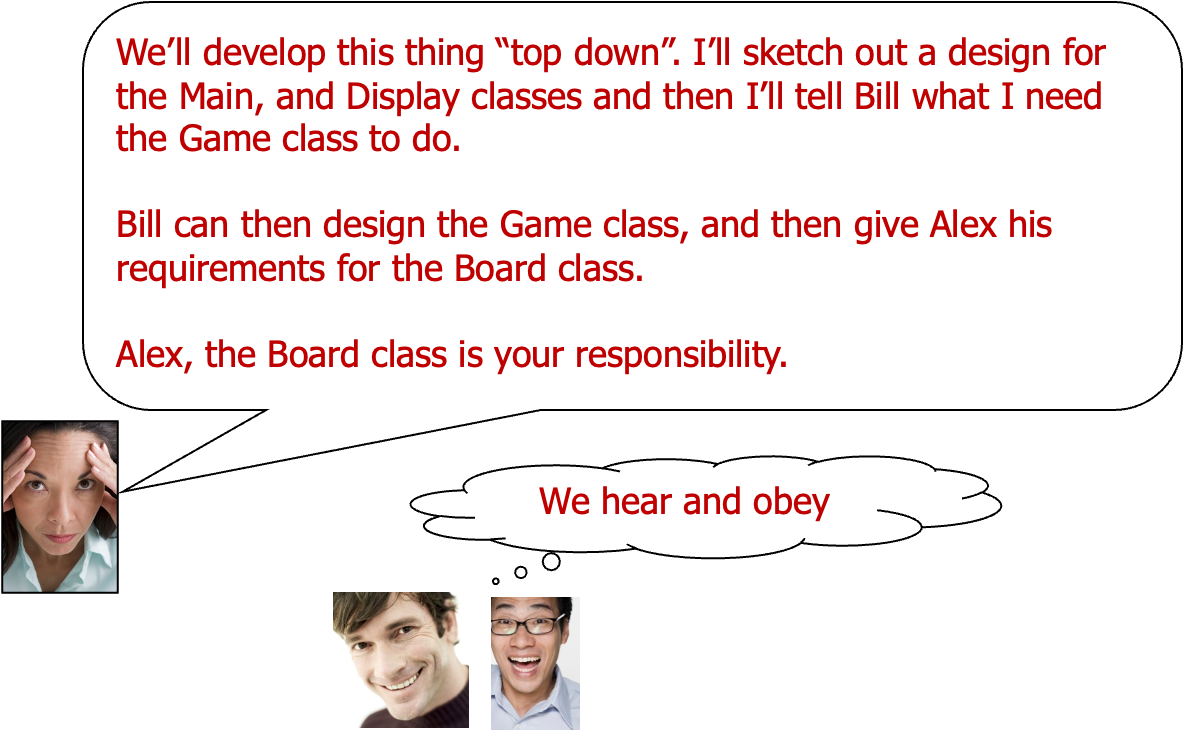 We’ll develop this thing “top down”. I’ll sketch out a design for
the Main, and Display classes and then I’ll tell Bill what I need
the Game class to do.
Bill can then design the Game class, and then give Alex his
requirements for the Board class.
Alex, the Board class is your responsibility.
We hear and obey